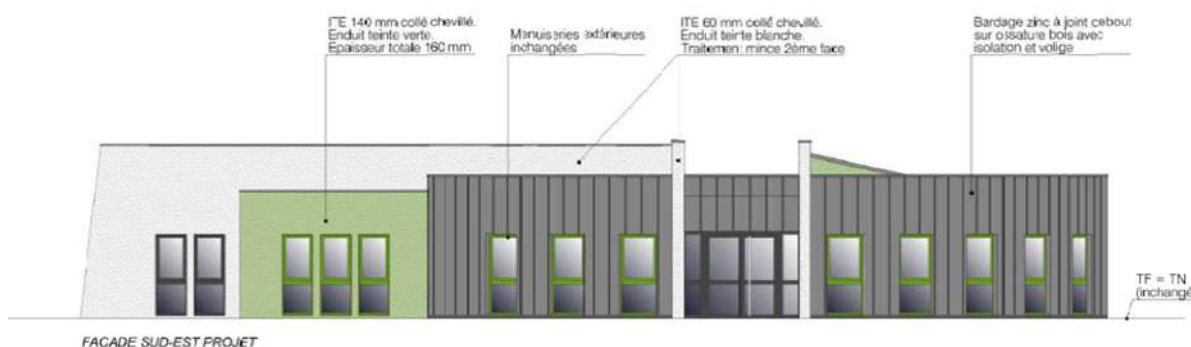 ITE 140 mm collé chevillé.
Enduit teinte verte.
Epaisseur totale 160 mm
Menuiseries extérieures
inchangées
ITE 60 mm collé chevillé.
Enduit teinte blanche.
Traitement mince 2ème face
Bardage zinc à joint debout
sur ossature bois avec
isolation et volige
TF = TN
(inchangé
FACADE SUD-EST PROJET